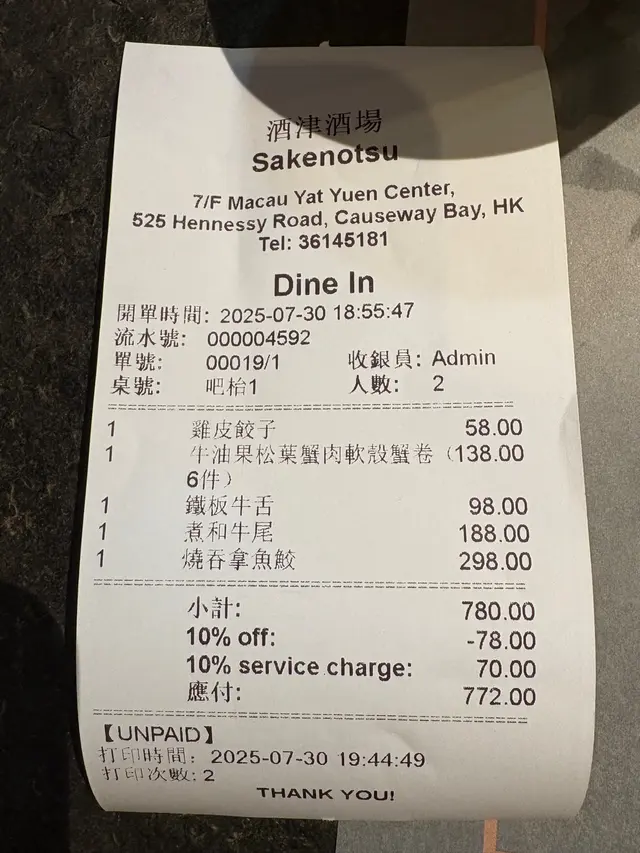 酒津酒場
Sakenotsu
7/F Macau Yat Yuen Center,
525 Hennessy Road, Causeway Bay, HK
Tel: 36145181
Dine In
開單時間: 2025-07-30 18:55:47
流水號: 000004592
單號: 00019/1 收銀員: Admin
桌號: 吧枱1 人數: 2
1 雞皮餃子 58.00
1 牛油果松葉蟹肉軟殼蟹卷（138.00
6件）
1 鐵板牛舌 98.00
1 煮和牛尾 188.00
1 燒吞拿魚鮫 298.00
小計: 780.00
10% off: -78.00
10% service charge: 70.00
應付: 772.00
【UNPAID】
打印時間: 2025-07-30 19:44:49
打印次數: 2
THANK YOU!